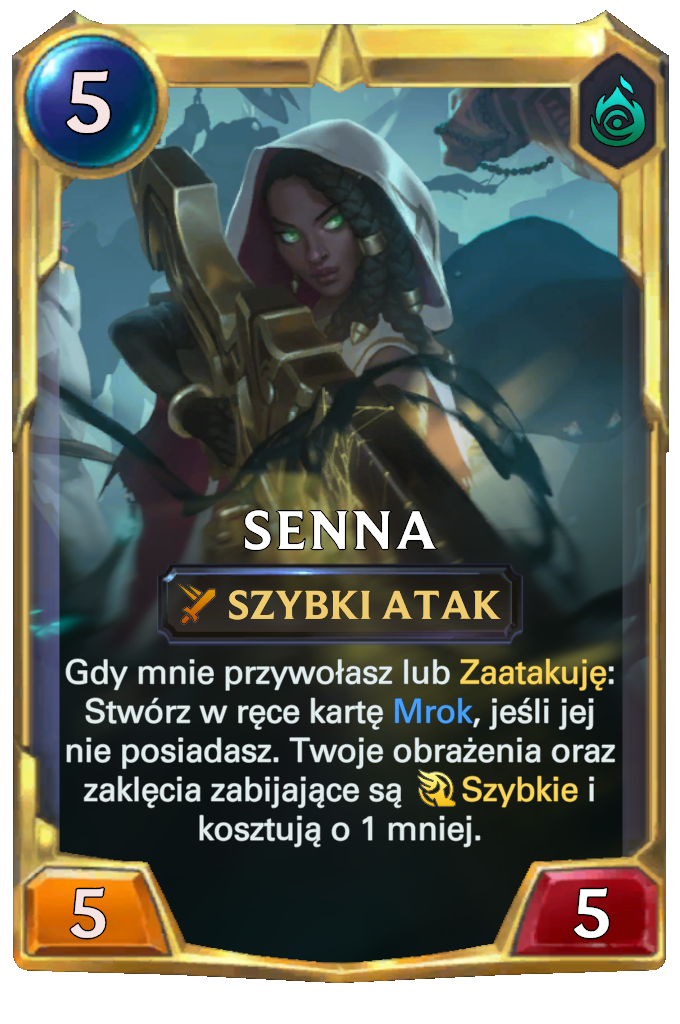 5
SENNA
SZYBKI ATAK
Gdy mnie przywołasz lub Zaatakuję:
Stwórz w ręce kartę Mrok, jeśli jej
nie posiadasz. Twoje obrażenia oraz
zaklęcia zabijające są Szybkie i
kosztują o 1 mniej.
5
5